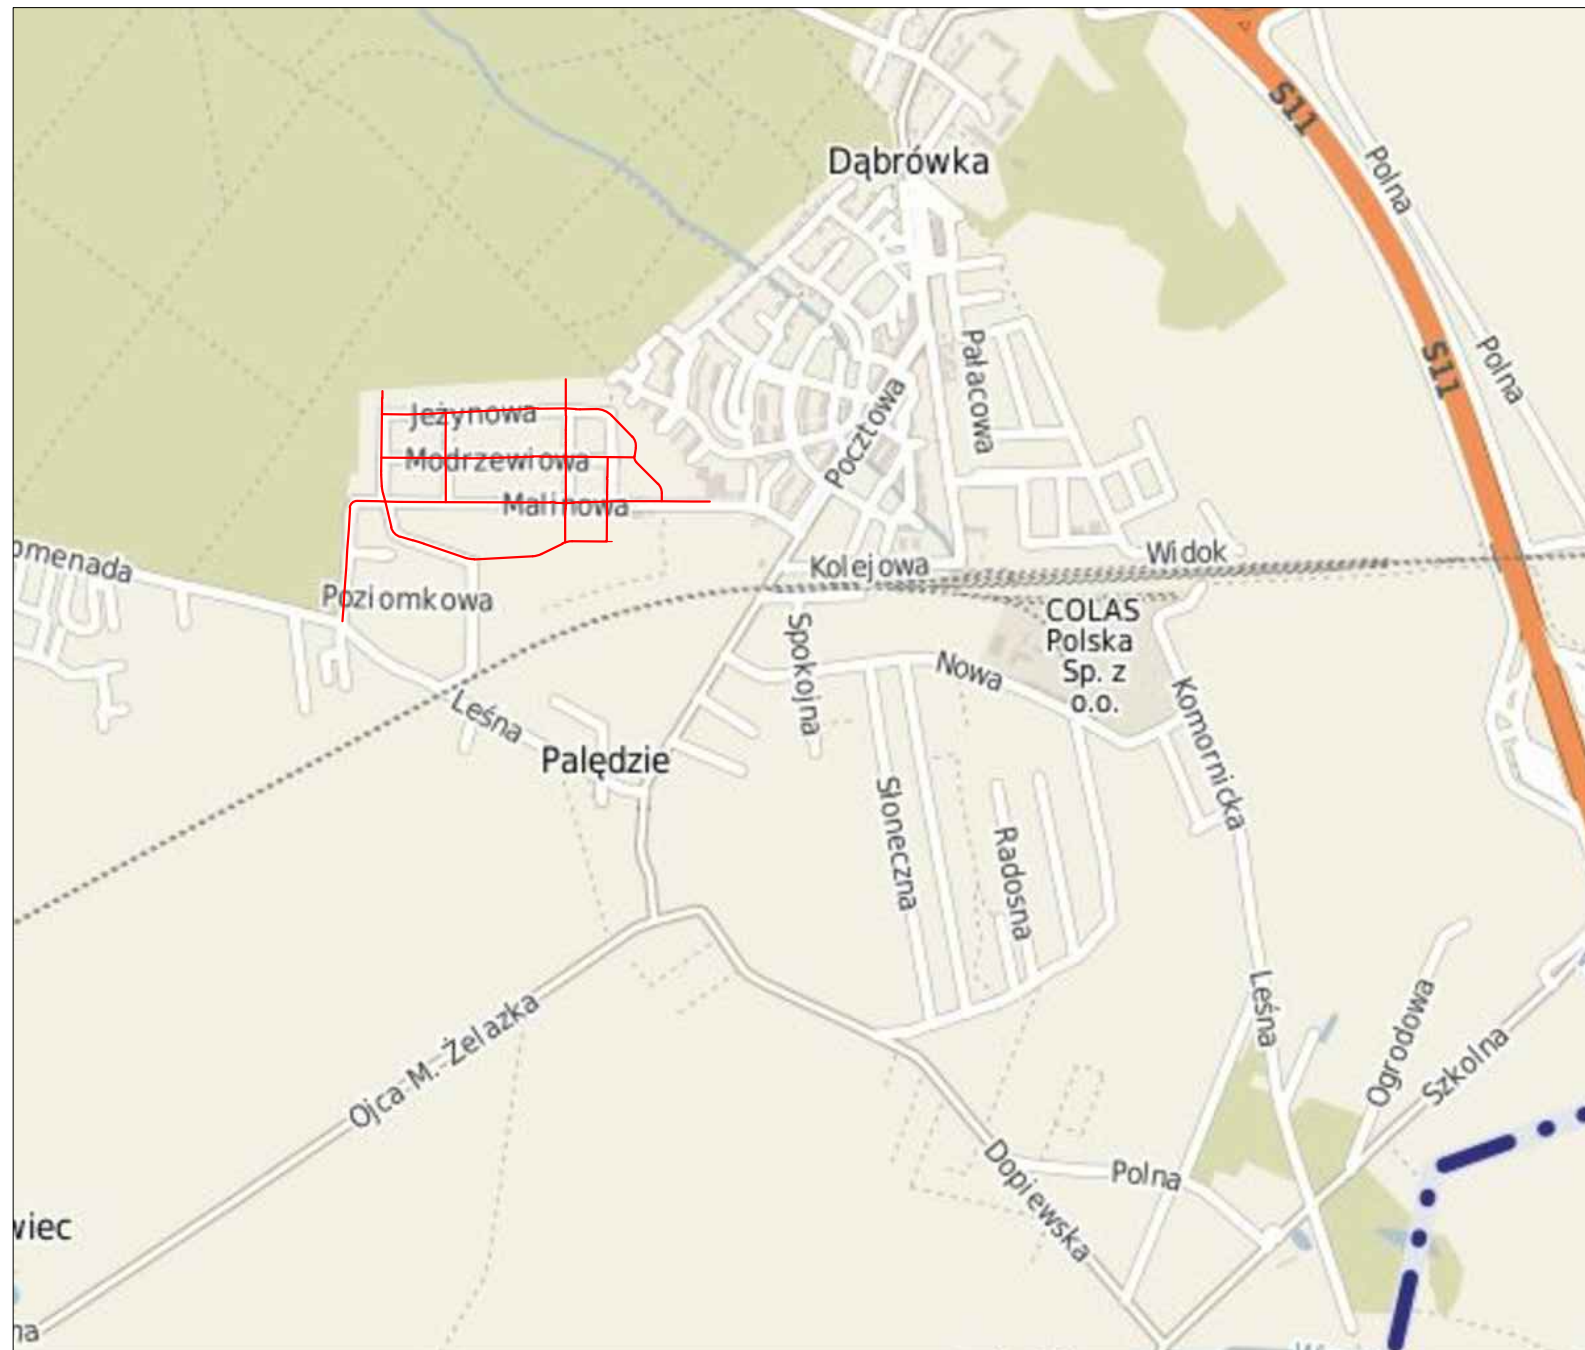 S11
Polna
Dąbrówka
Polna
S11
Pałacowa
Pocztowa
Jeżynowa
Modrzewiowa
Malinowa
Widok
Kolejowa
omenada
Poziomkowa
COLAS
Polska
Sp. z
o.o.
Spokojna
Nowa
Komornicka
Leśna
Palędzie
Słoneczna
Radosna
Leśna
Ogrodowa
Szkolna
Ojca M. Żelazka
Dopiewska
Polna
wiec
na